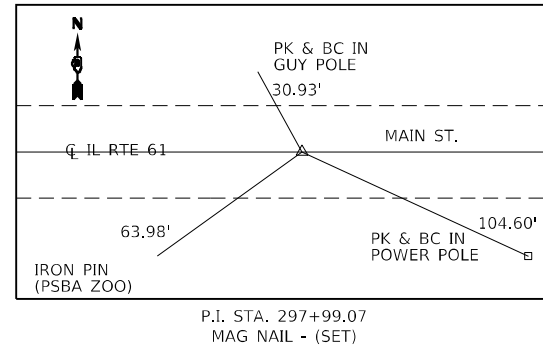 N
PK & BC IN
GUY POLE
30.93'
MAIN ST.
℄ IL RTE 61
63.98'
104.60'
PK & BC IN
POWER POLE
IRON PIN
(PSBA ZOO)
P.I. STA. 297+99.07
MAG NAIL - (SET)